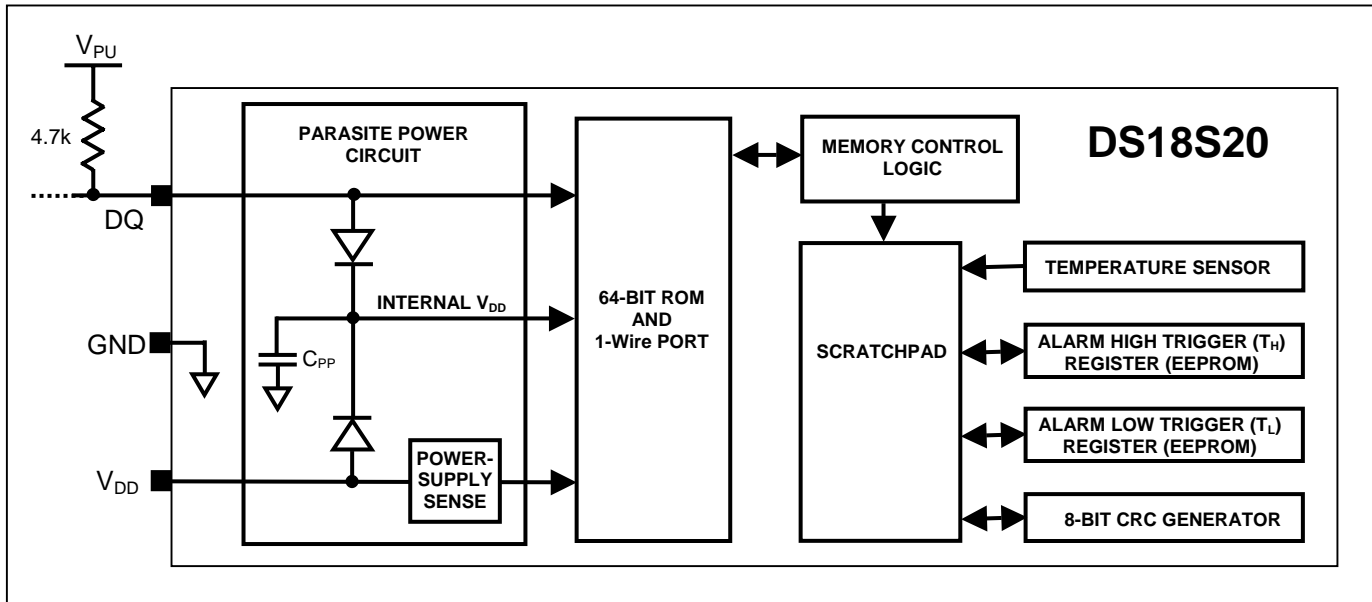 V_PU
4.7k
DQ
GND
V_DD
PARASITE POWER
CIRCUIT
INTERNAL V_DD
C_PP
POWER-
SUPPLY
SENSE
64-BIT ROM
AND
1-Wire PORT
MEMORY CONTROL
LOGIC
DS18S20
SCRATCHPAD
TEMPERATURE SENSOR
ALARM HIGH TRIGGER (T_H)
REGISTER (EEPROM)
ALARM LOW TRIGGER (T_L)
REGISTER (EEPROM)
8-BIT CRC GENERATOR